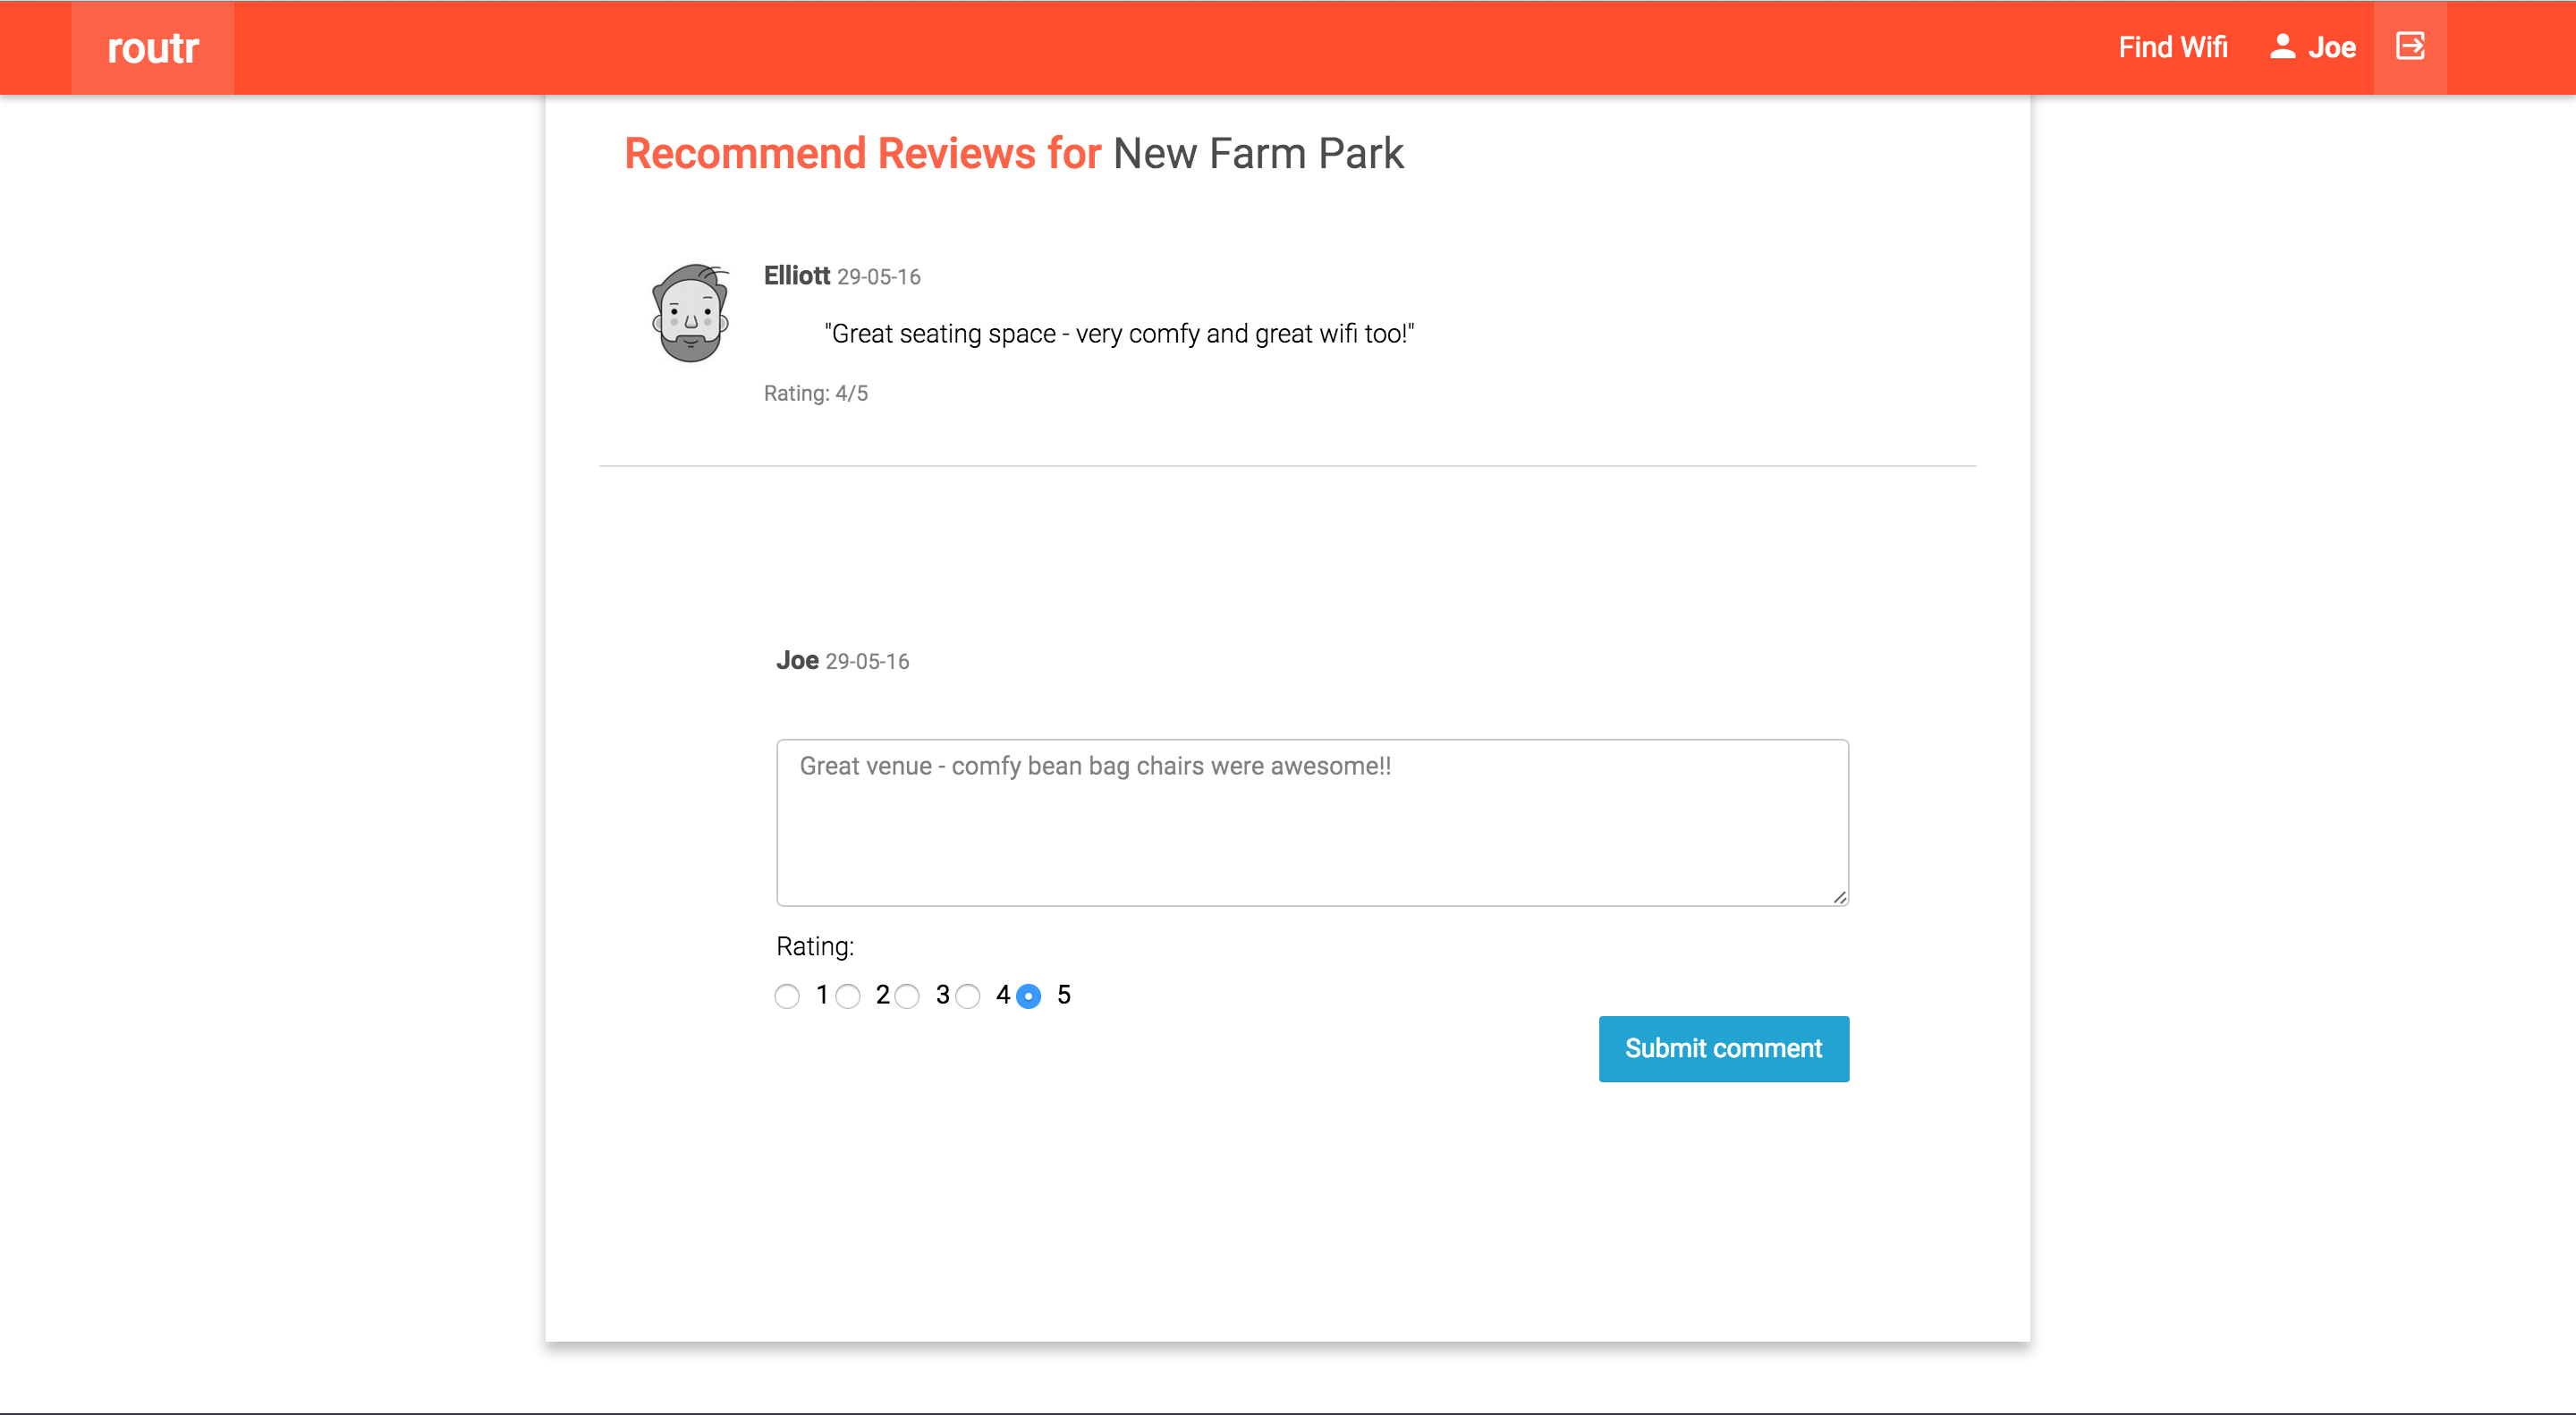 routr
Find Wifi Joe
Recommend Reviews for New Farm Park
Elliott 29-05-16
"Great seating space - very comfy and great wifi too!"
Rating: 4/5
Joe 29-05-16
Great venue - comfy bean bag chairs were awesome!!
Rating:
1 2 3 4 5
Submit comment